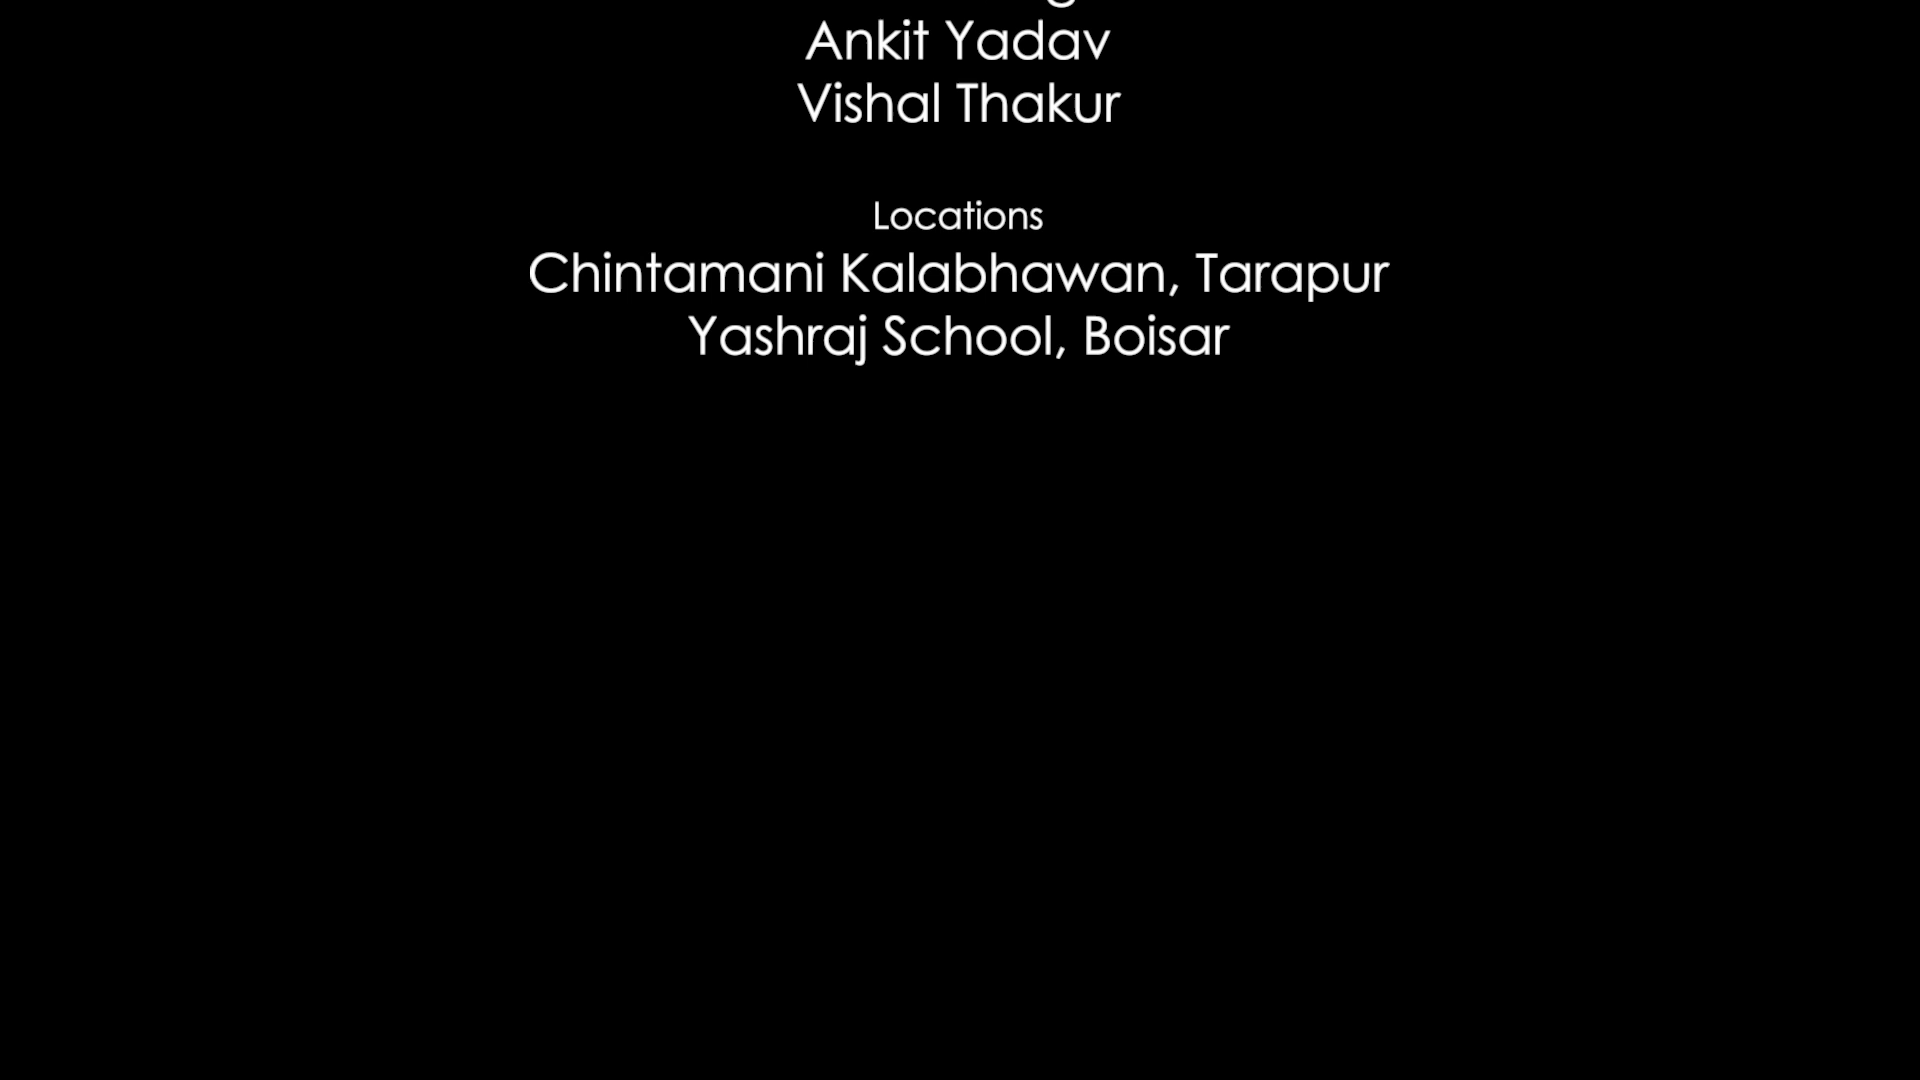 Ankit Yadav
Vishal Thakur
Locations
Chintamani Kalabhawan, Tarapur
Yashraj School, Boisar